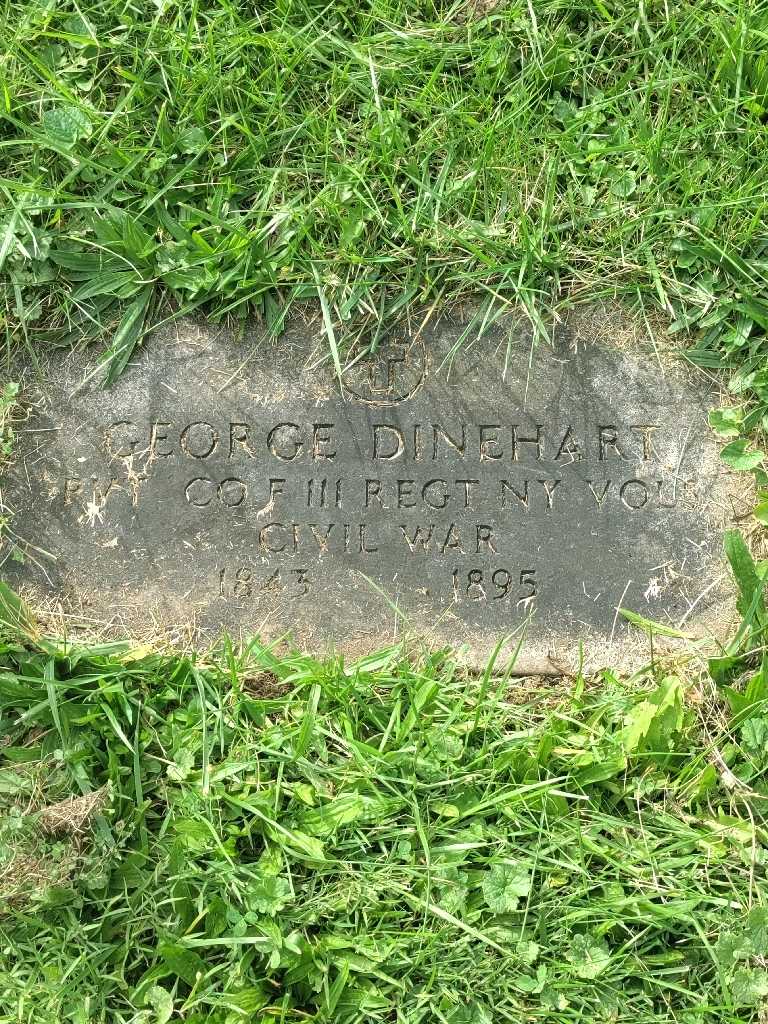 GEORGE DINEHART
PVT CO F 111 REGT NY VOLS
CIVIL WAR
1843 1895